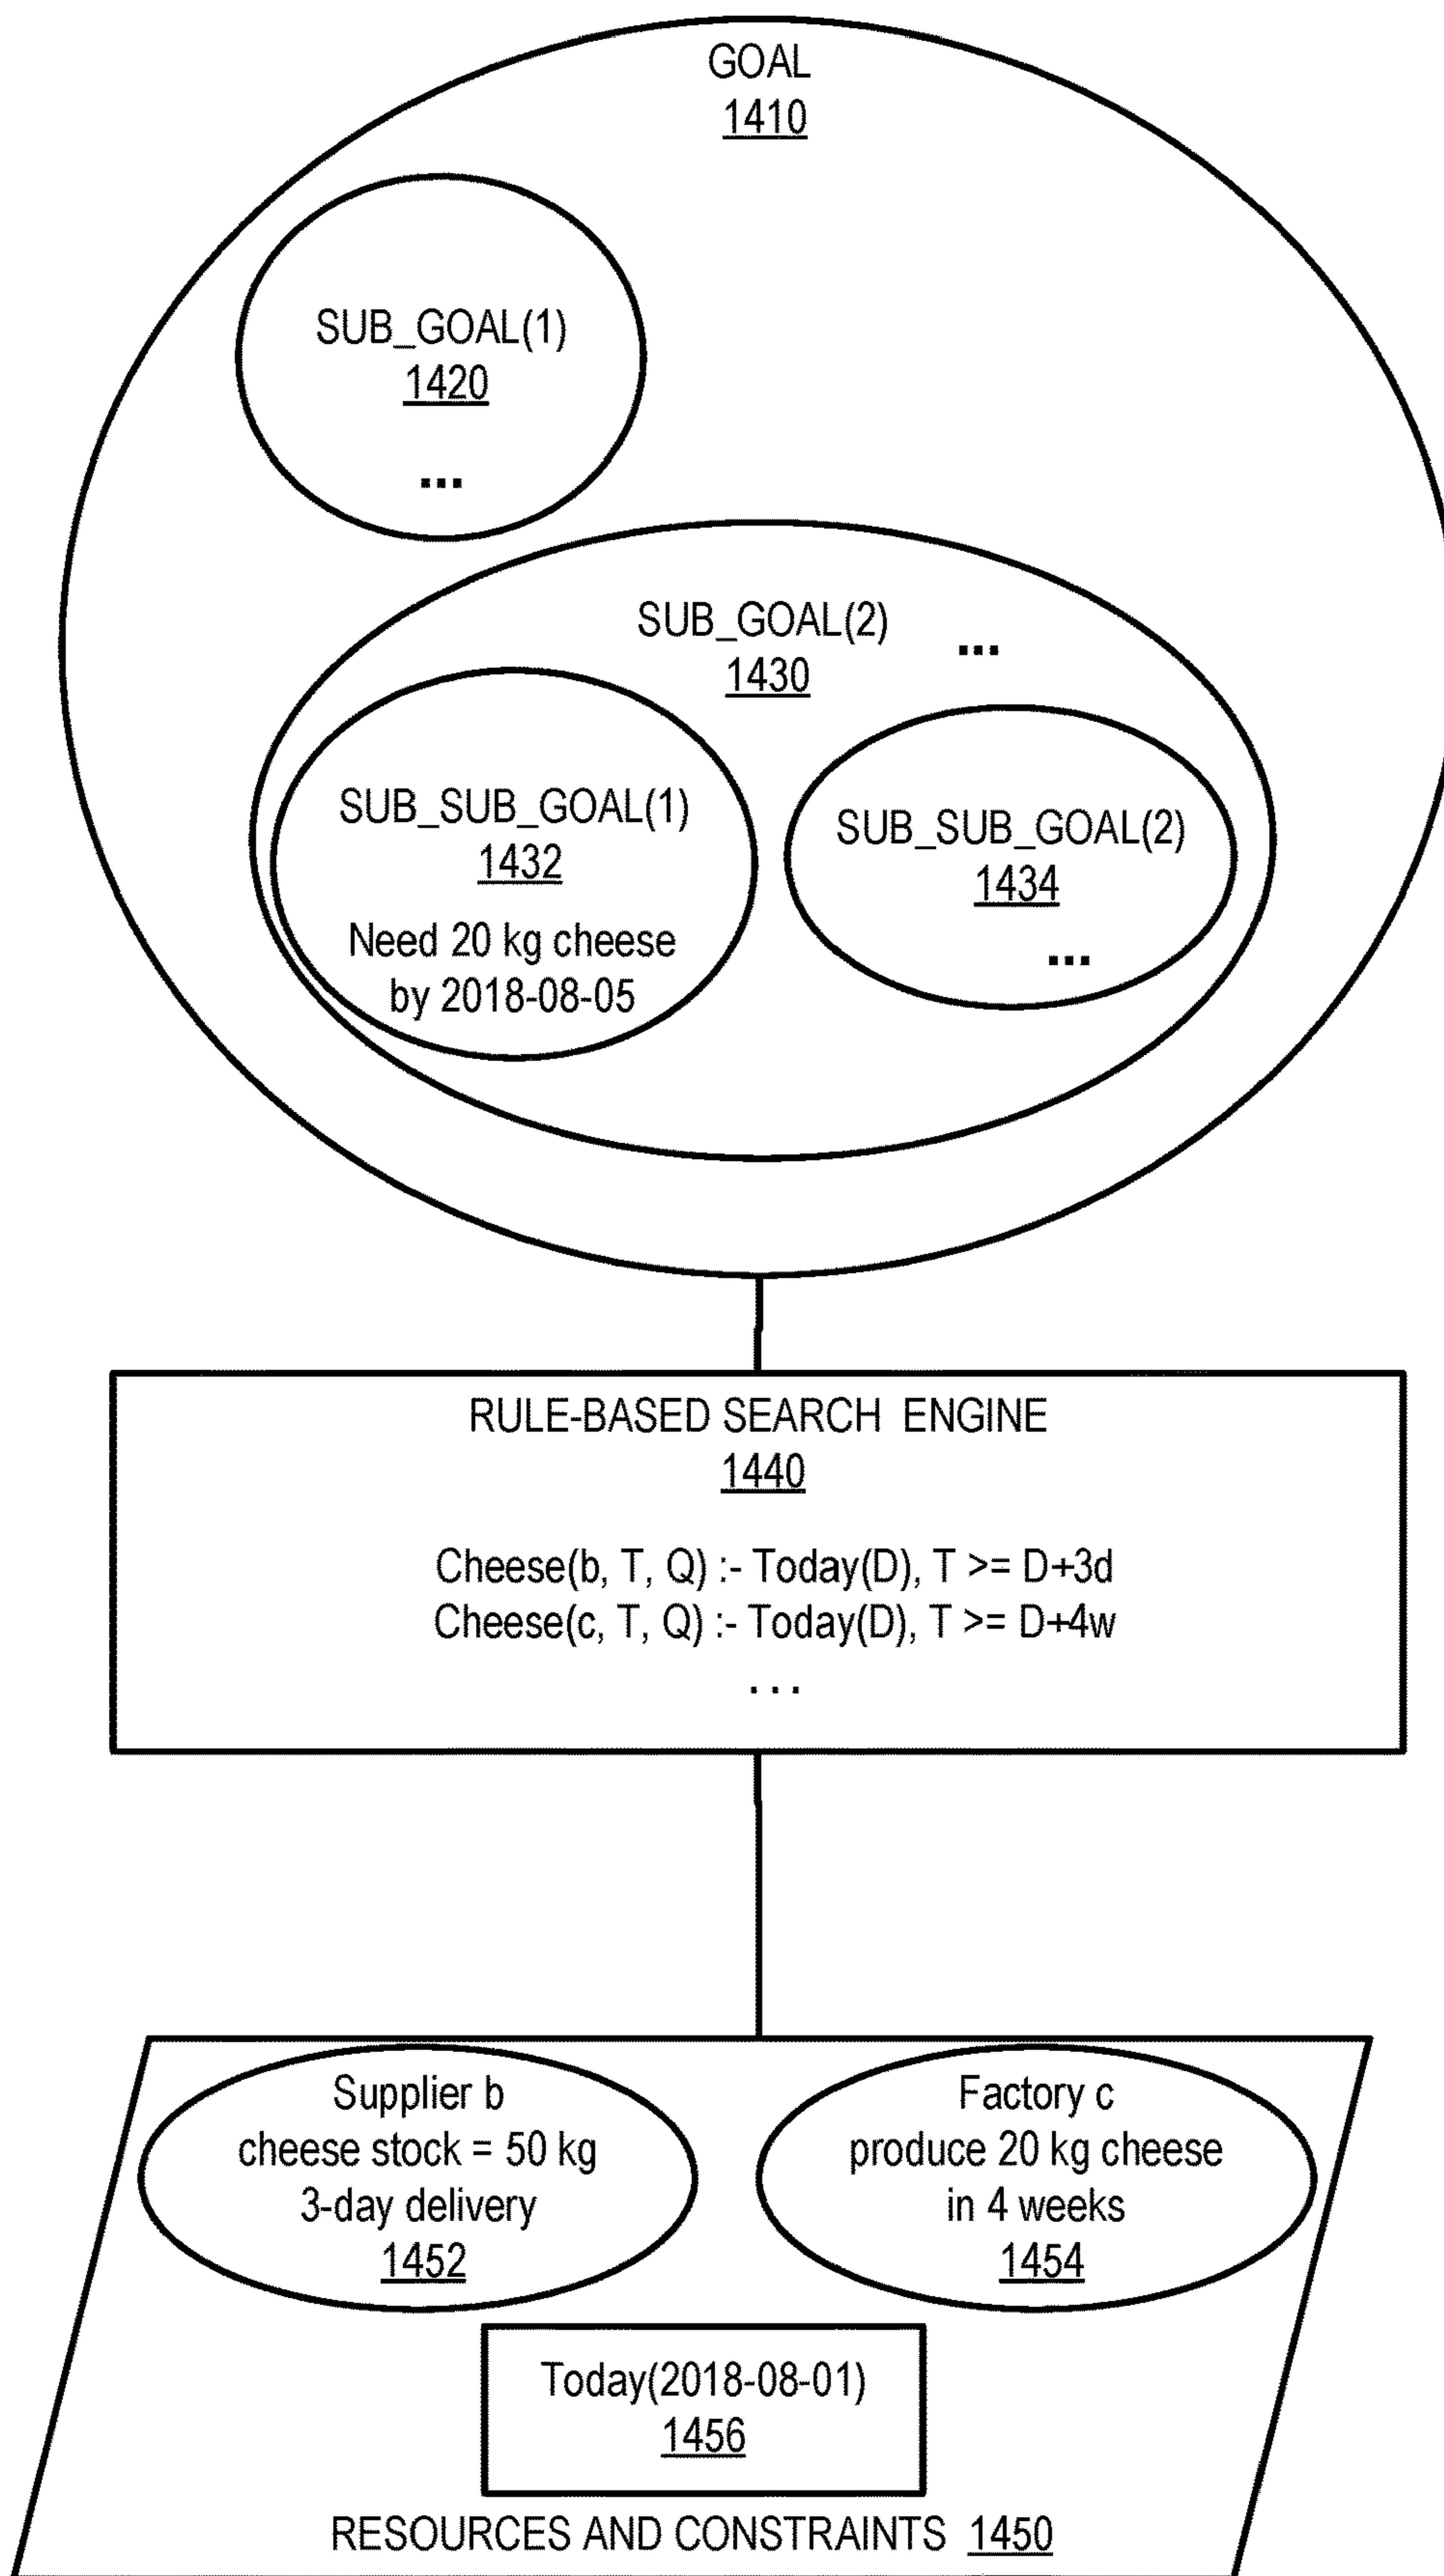 GOAL
1410
SUB_GOAL(1)
1420
...
SUB_GOAL(2)
...
1430
SUB_SUB_GOAL(1)
1432
Need 20 kg cheese
by 2018-08-05
SUB_SUB_GOAL(2)
1434
...
RULE-BASED SEARCH ENGINE
1440
Cheese(b, T, Q) :- Today(D), T >= D+3d
Cheese(c, T, Q) :- Today(D), T >= D+4w
...
Supplier b
cheese stock = 50 kg
3-day delivery
1452
Factory c
produce 20 kg cheese
in 4 weeks
1454
Today(2018-08-01)
1456
RESOURCES AND CONSTRAINTS 1450